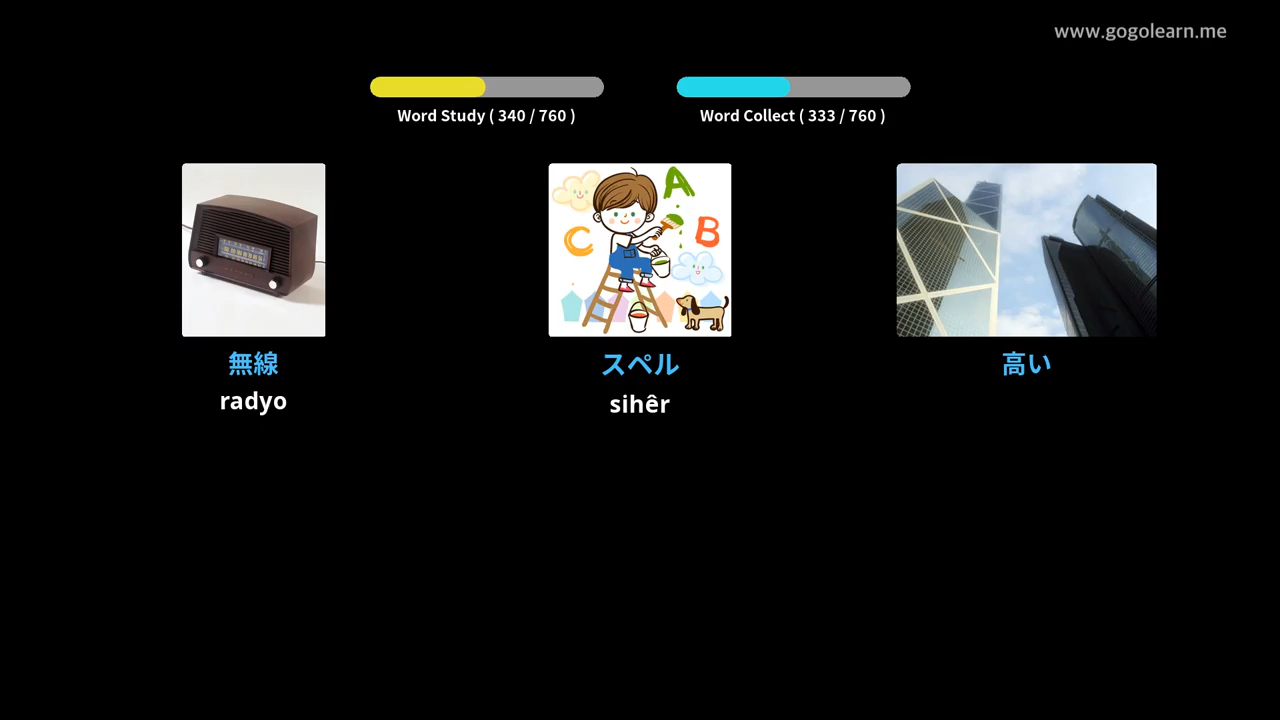 www.gogolearn.me
Word Study ( 340 / 760 )
Word Collect ( 333 / 760 )
A
B
C
無線
スペル
高い
radyo
sihêr